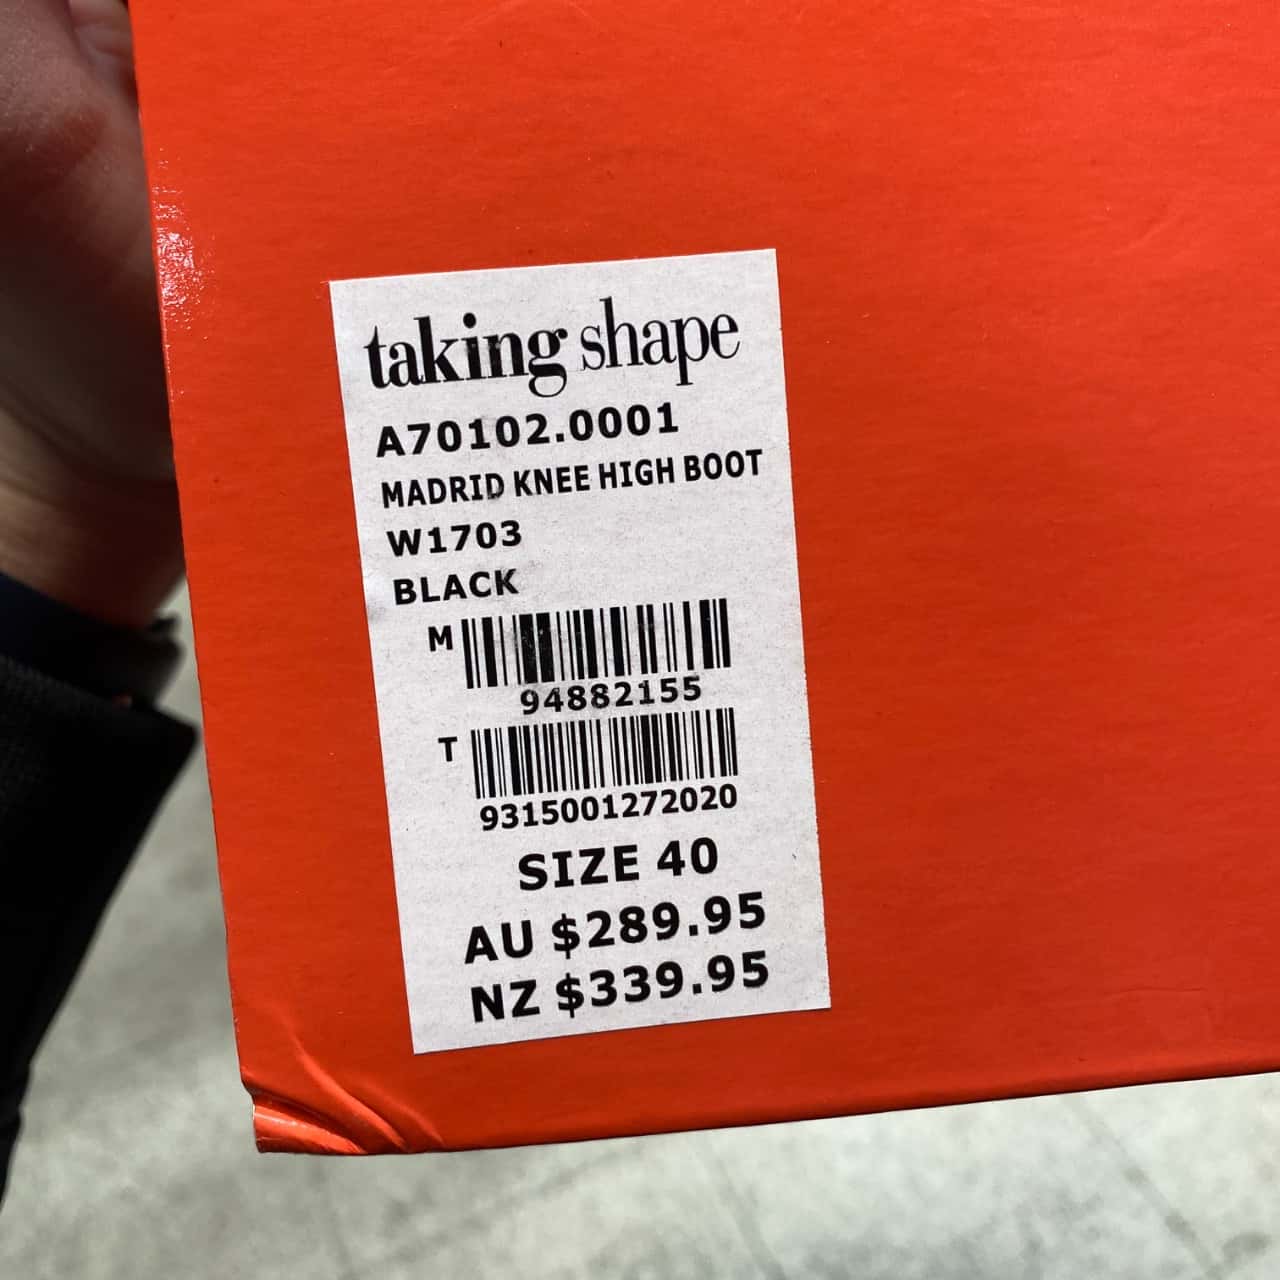 taking shape
A70102.0001
MADRID KNEE HIGH BOOT
W1703
BLACK
M
94882155
T
9315001272020
SIZE 40
AU $289.95
NZ $339.95